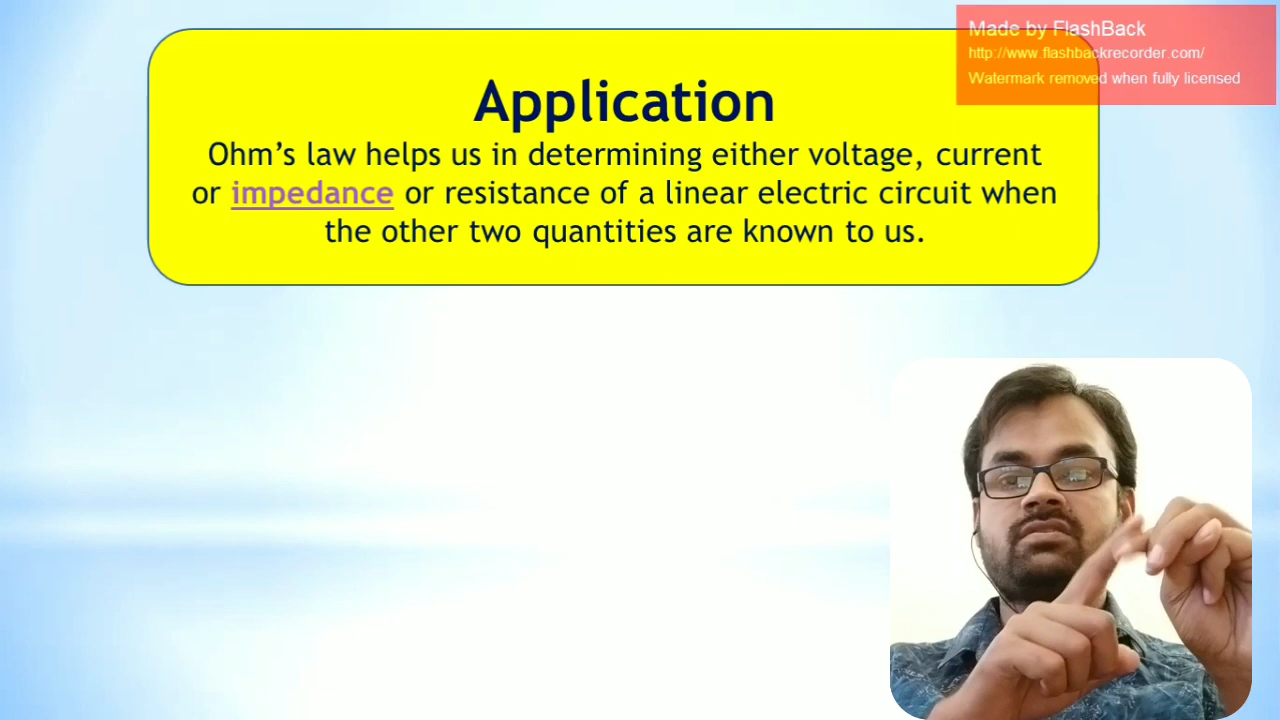 Made by FlashBack
http://www.flashbackrecorder.com/
Watermark removed when fully licensed
Application
Ohm’s law helps us in determining either voltage, current
or impedance or resistance of a linear electric circuit when
the other two quantities are known to us.